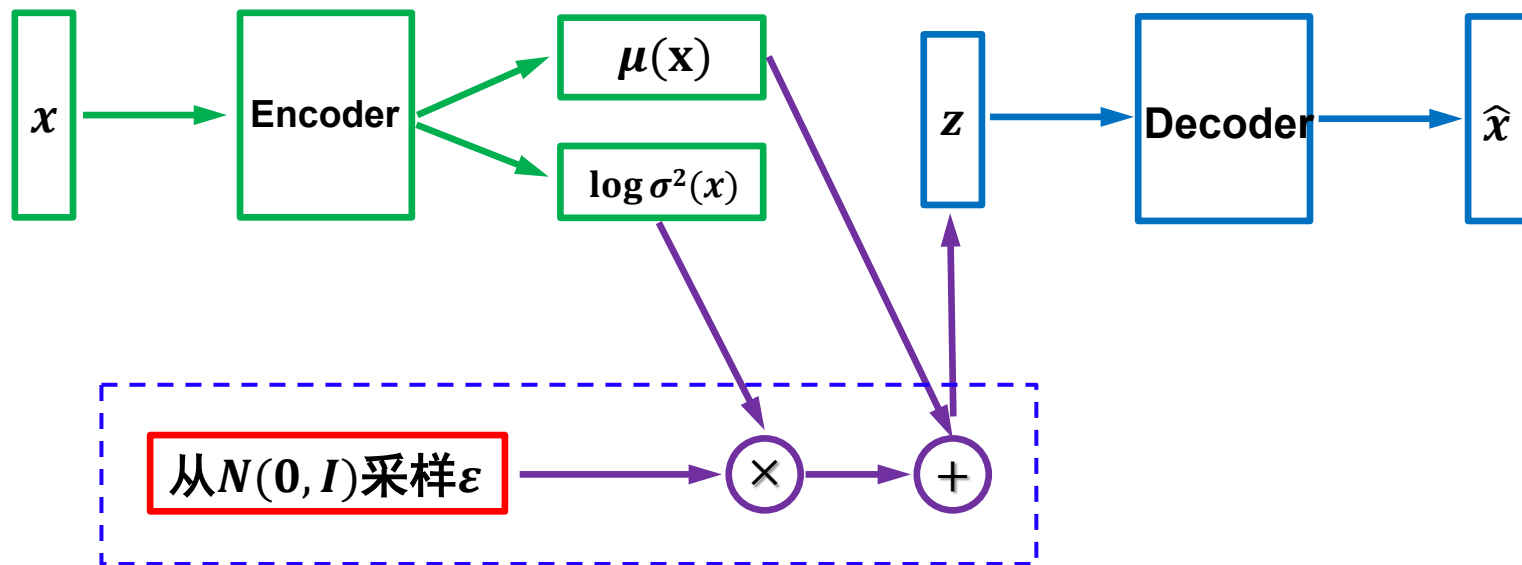 x
Encoder
μ(x)
log σ²(x)
z
Decoder
x̂
从N(0, I)采样ε
×
+